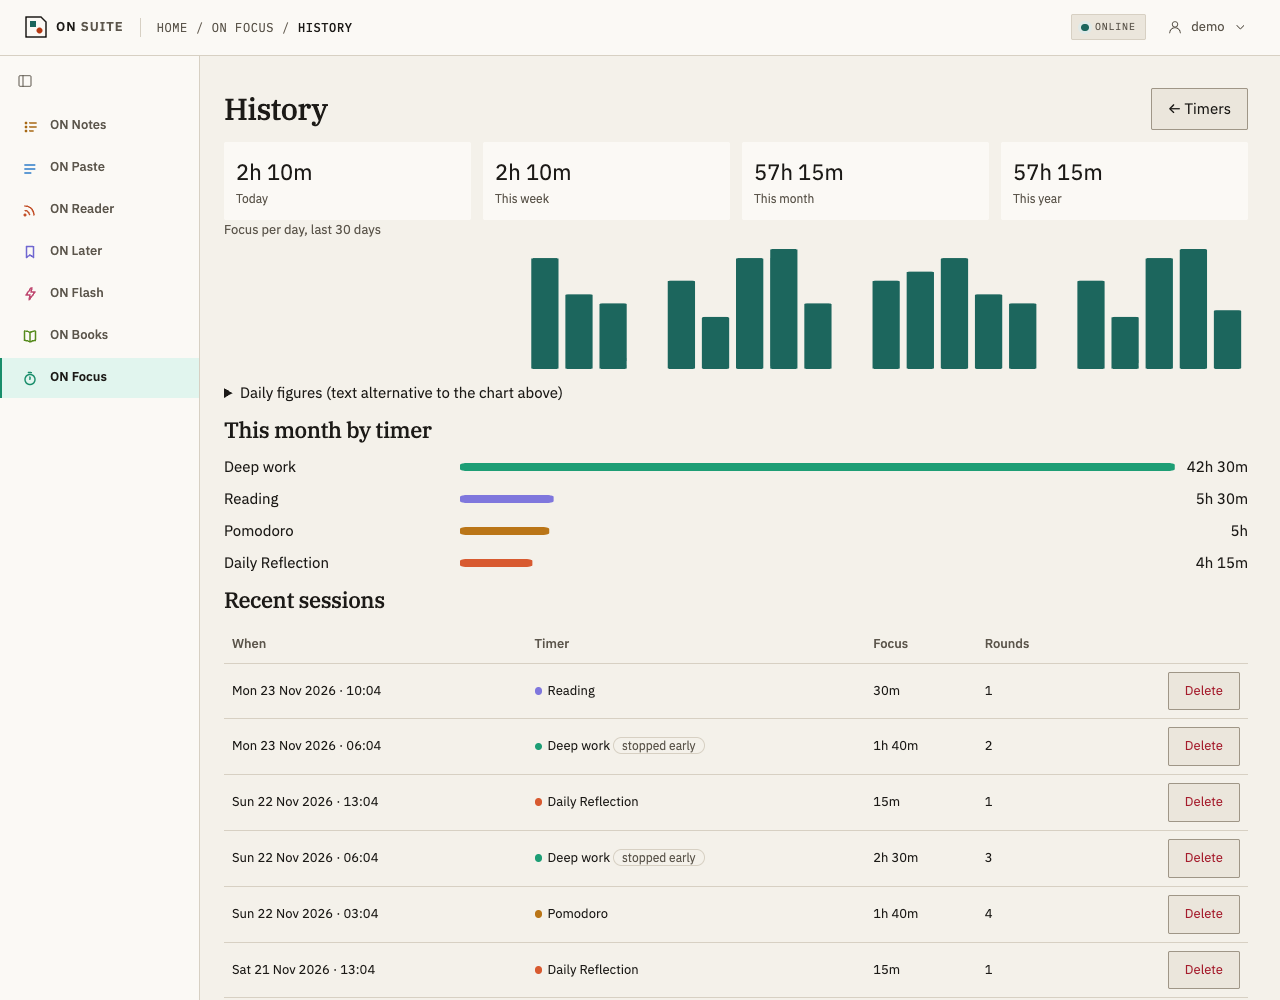 ON SUITE HOME / ON FOCUS / HISTORY ONLINE demo
ON Notes
ON Paste
ON Reader
ON Later
ON Flash
ON Books
ON Focus
History ← Timers
2h 10m 2h 10m 57h 15m 57h 15m
Today This week This month This year
Focus per day, last 30 days
Daily figures (text alternative to the chart above)
This month by timer
Deep work 42h 30m
Reading 5h 30m
Pomodoro 5h
Daily Reflection 4h 15m
Recent sessions
When Timer Focus Rounds
Mon 23 Nov 2026 · 10:04 Reading 30m 1 Delete
Mon 23 Nov 2026 · 06:04 Deep work stopped early 1h 40m 2 Delete
Sun 22 Nov 2026 · 13:04 Daily Reflection 15m 1 Delete
Sun 22 Nov 2026 · 06:04 Deep work stopped early 2h 30m 3 Delete
Sun 22 Nov 2026 · 03:04 Pomodoro 1h 40m 4 Delete
Sat 21 Nov 2026 · 13:04 Daily Reflection 15m 1 Delete